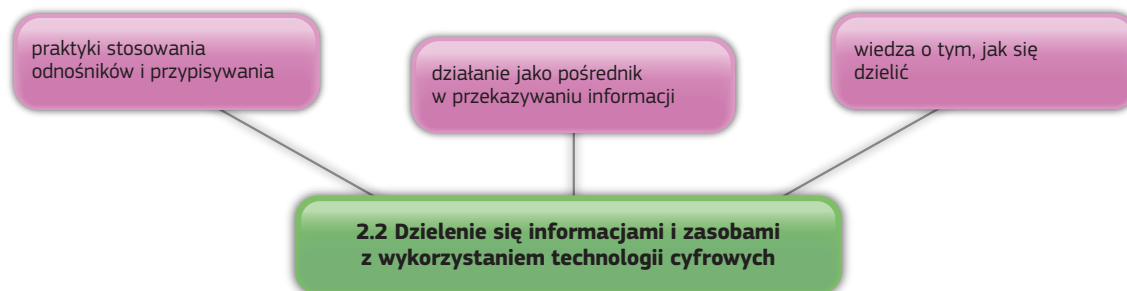 praktyki stosowania
odnośników i przypisywania
działanie jako pośrednik
w przekazywaniu informacji
wiedza o tym, jak się
dzielić
2.2 Dzielenie się informacjami i zasobami
z wykorzystaniem technologii cyfrowych